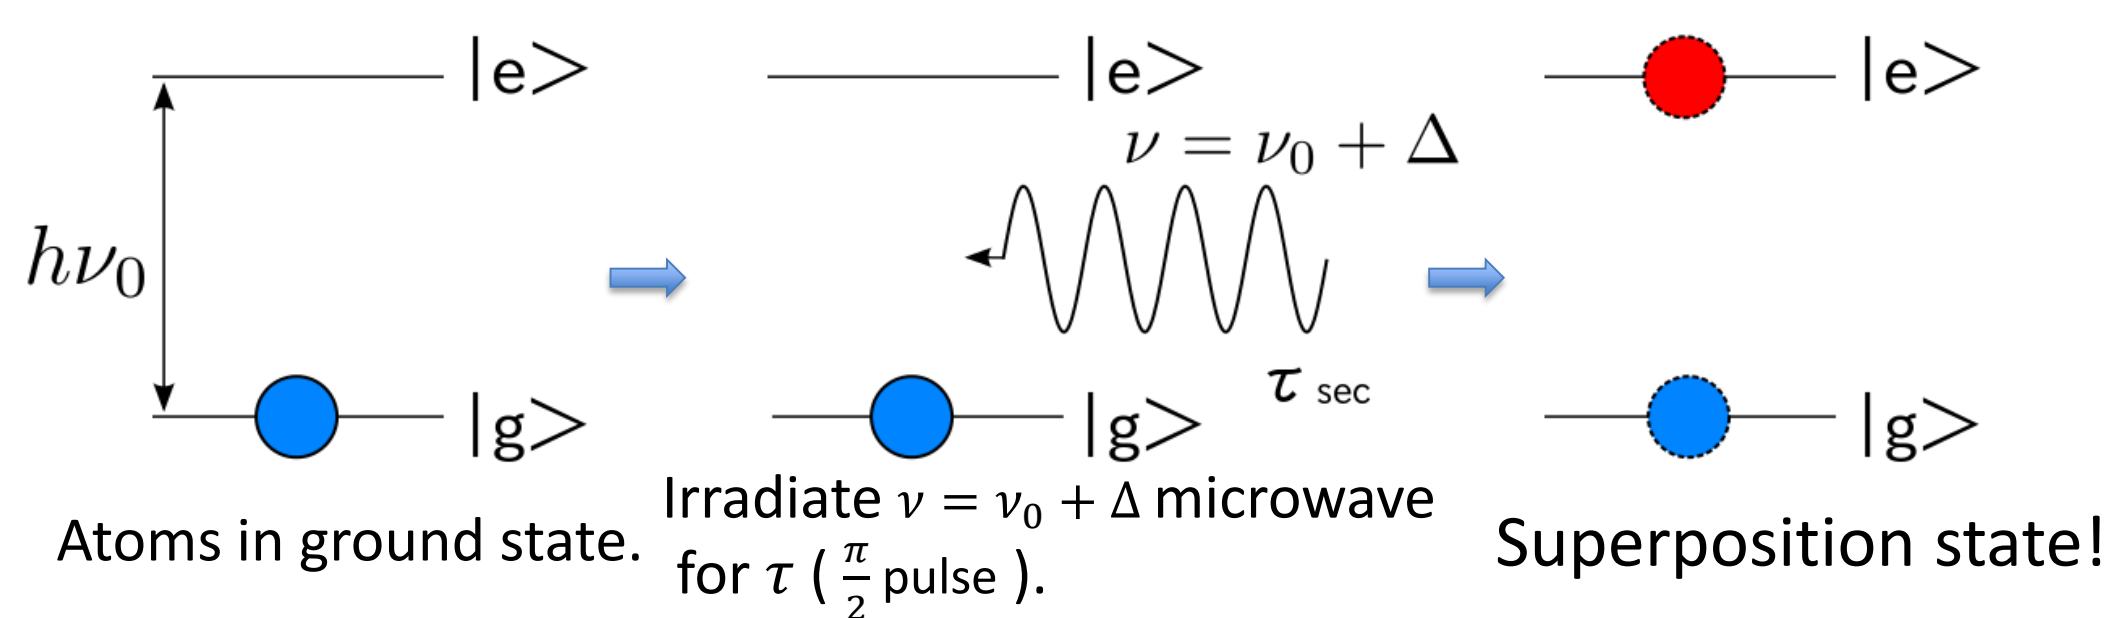 |e>
|e>
|e>
ν = ν₀ + Δ
hν₀
τ sec
|g>
|g>
|g>
Atoms in ground state.
Irradiate ν = ν₀ + Δ microwave
for τ ( π/2 pulse ).
Superposition state!